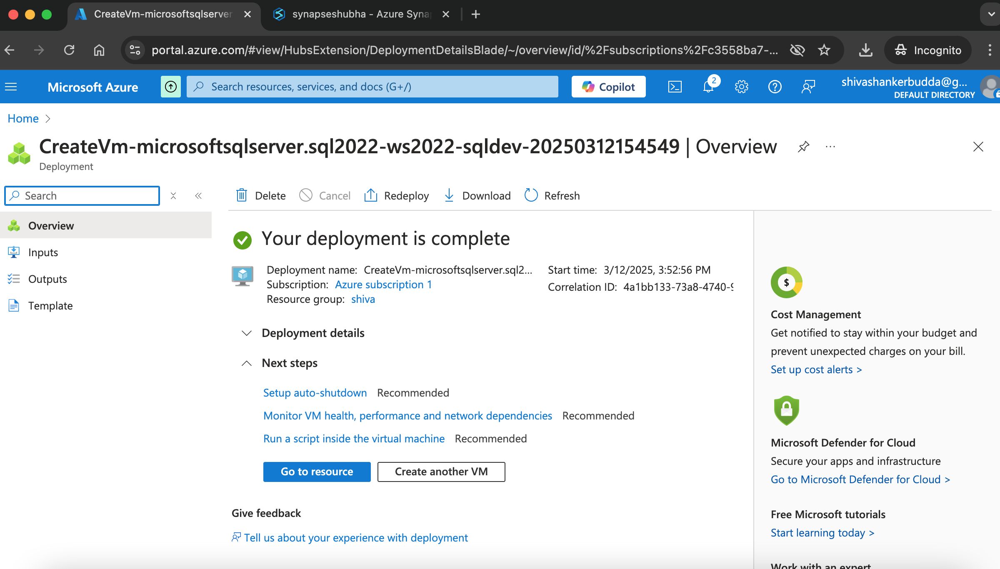 CreateVm-microsoftsqlserver
synapseshubha - Azure Syna
portal.azure.com/#view/HubsExtension/DeploymentDetailsBlade/~/overview/id/%2Fsubscriptions%2Fc3558ba7-...
Incognito
Microsoft Azure
Search resources, services, and docs (G+/)
Copilot
2
shivashankerbudda@g...
DEFAULT DIRECTORY
Home
CreateVm-microsoftsqlserver.sql2022-ws2022-sqldev-20250312154549 | Overview
Deployment
Search
Delete
Cancel
Redeploy
Download
Refresh
Overview
Inputs
Outputs
Template
Your deployment is complete
Deployment name: CreateVm-microsoftsqlserver.sql2...
Subscription: Azure subscription 1
Resource group: shiva
Start time: 3/12/2025, 3:52:56 PM
Correlation ID: 4a1bb133-73a8-4740-9
Deployment details
Next steps
Setup auto-shutdown Recommended
Monitor VM health, performance and network dependencies Recommended
Run a script inside the virtual machine Recommended
Go to resource
Create another VM
Give feedback
Tell us about your experience with deployment
$
Cost Management
Get notified to stay within your budget and
prevent unexpected charges on your bill.
Set up cost alerts >
Microsoft Defender for Cloud
Secure your apps and infrastructure
Go to Microsoft Defender for Cloud >
Free Microsoft tutorials
Start learning today >
Work with an expert